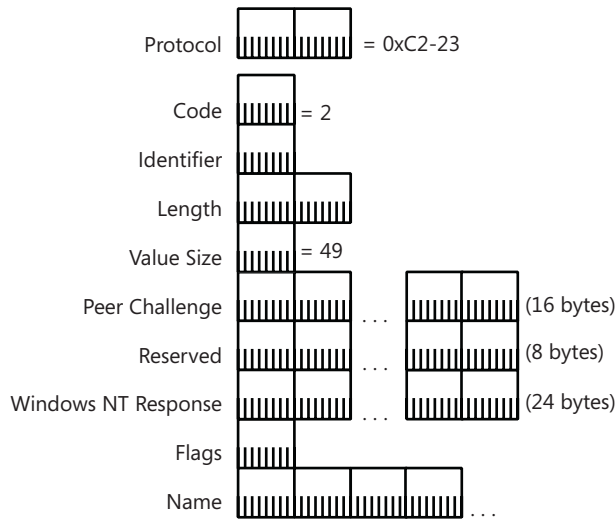 Protocol = 0xC2-23
Code = 2
Identifier
Length
Value Size = 49
Peer Challenge ... (16 bytes)
Reserved ... (8 bytes)
Windows NT Response ... (24 bytes)
Flags
Name ...